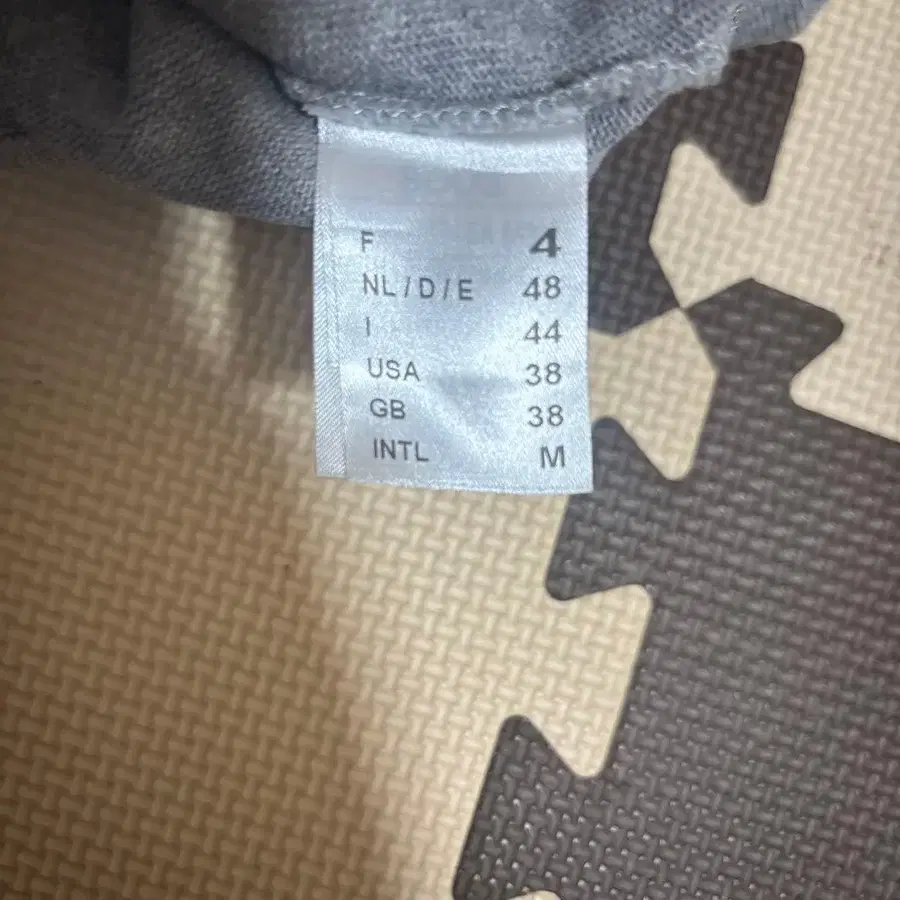 F 4
NL/D/E 48
I 44
USA 38
GB 38
INTL M